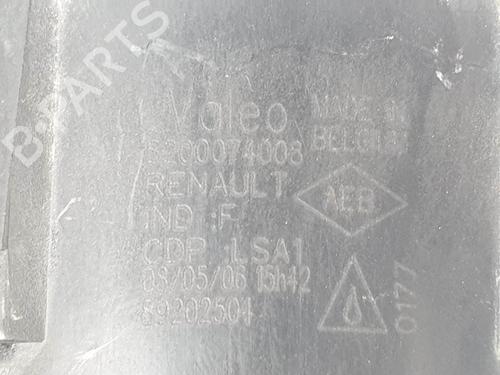 B-PARTS
Valeo
8200074008
RENAULT
IND :F
CDP LSA1
08/05/06 15h42
89202504
MADE IN
BELGIUM
AEB
0177